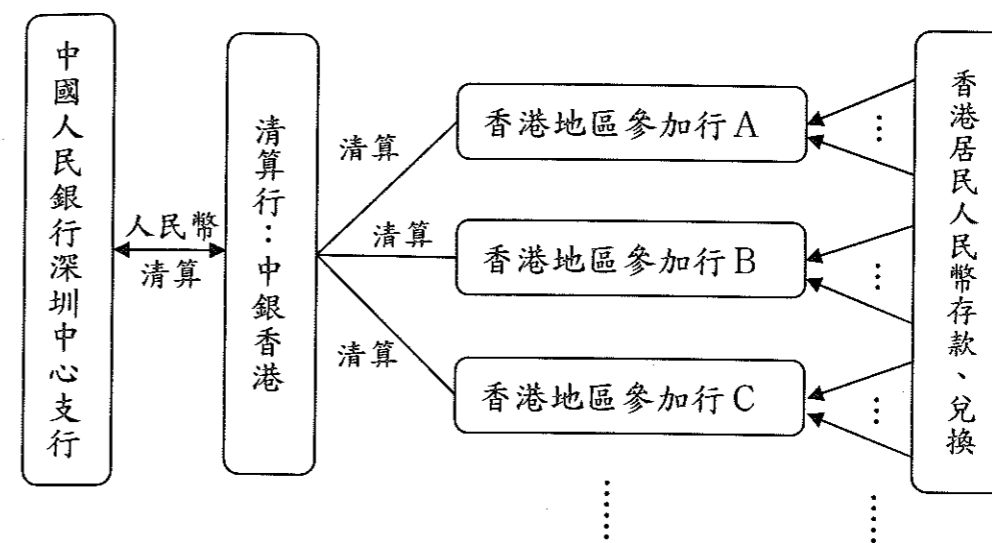 中國人民銀行深圳中心支行
人民幣
清算
清算行：中銀香港
清算
清算
清算
香港地區參加行A
香港地區參加行B
香港地區參加行C
香港居民人民幣存款、兌換